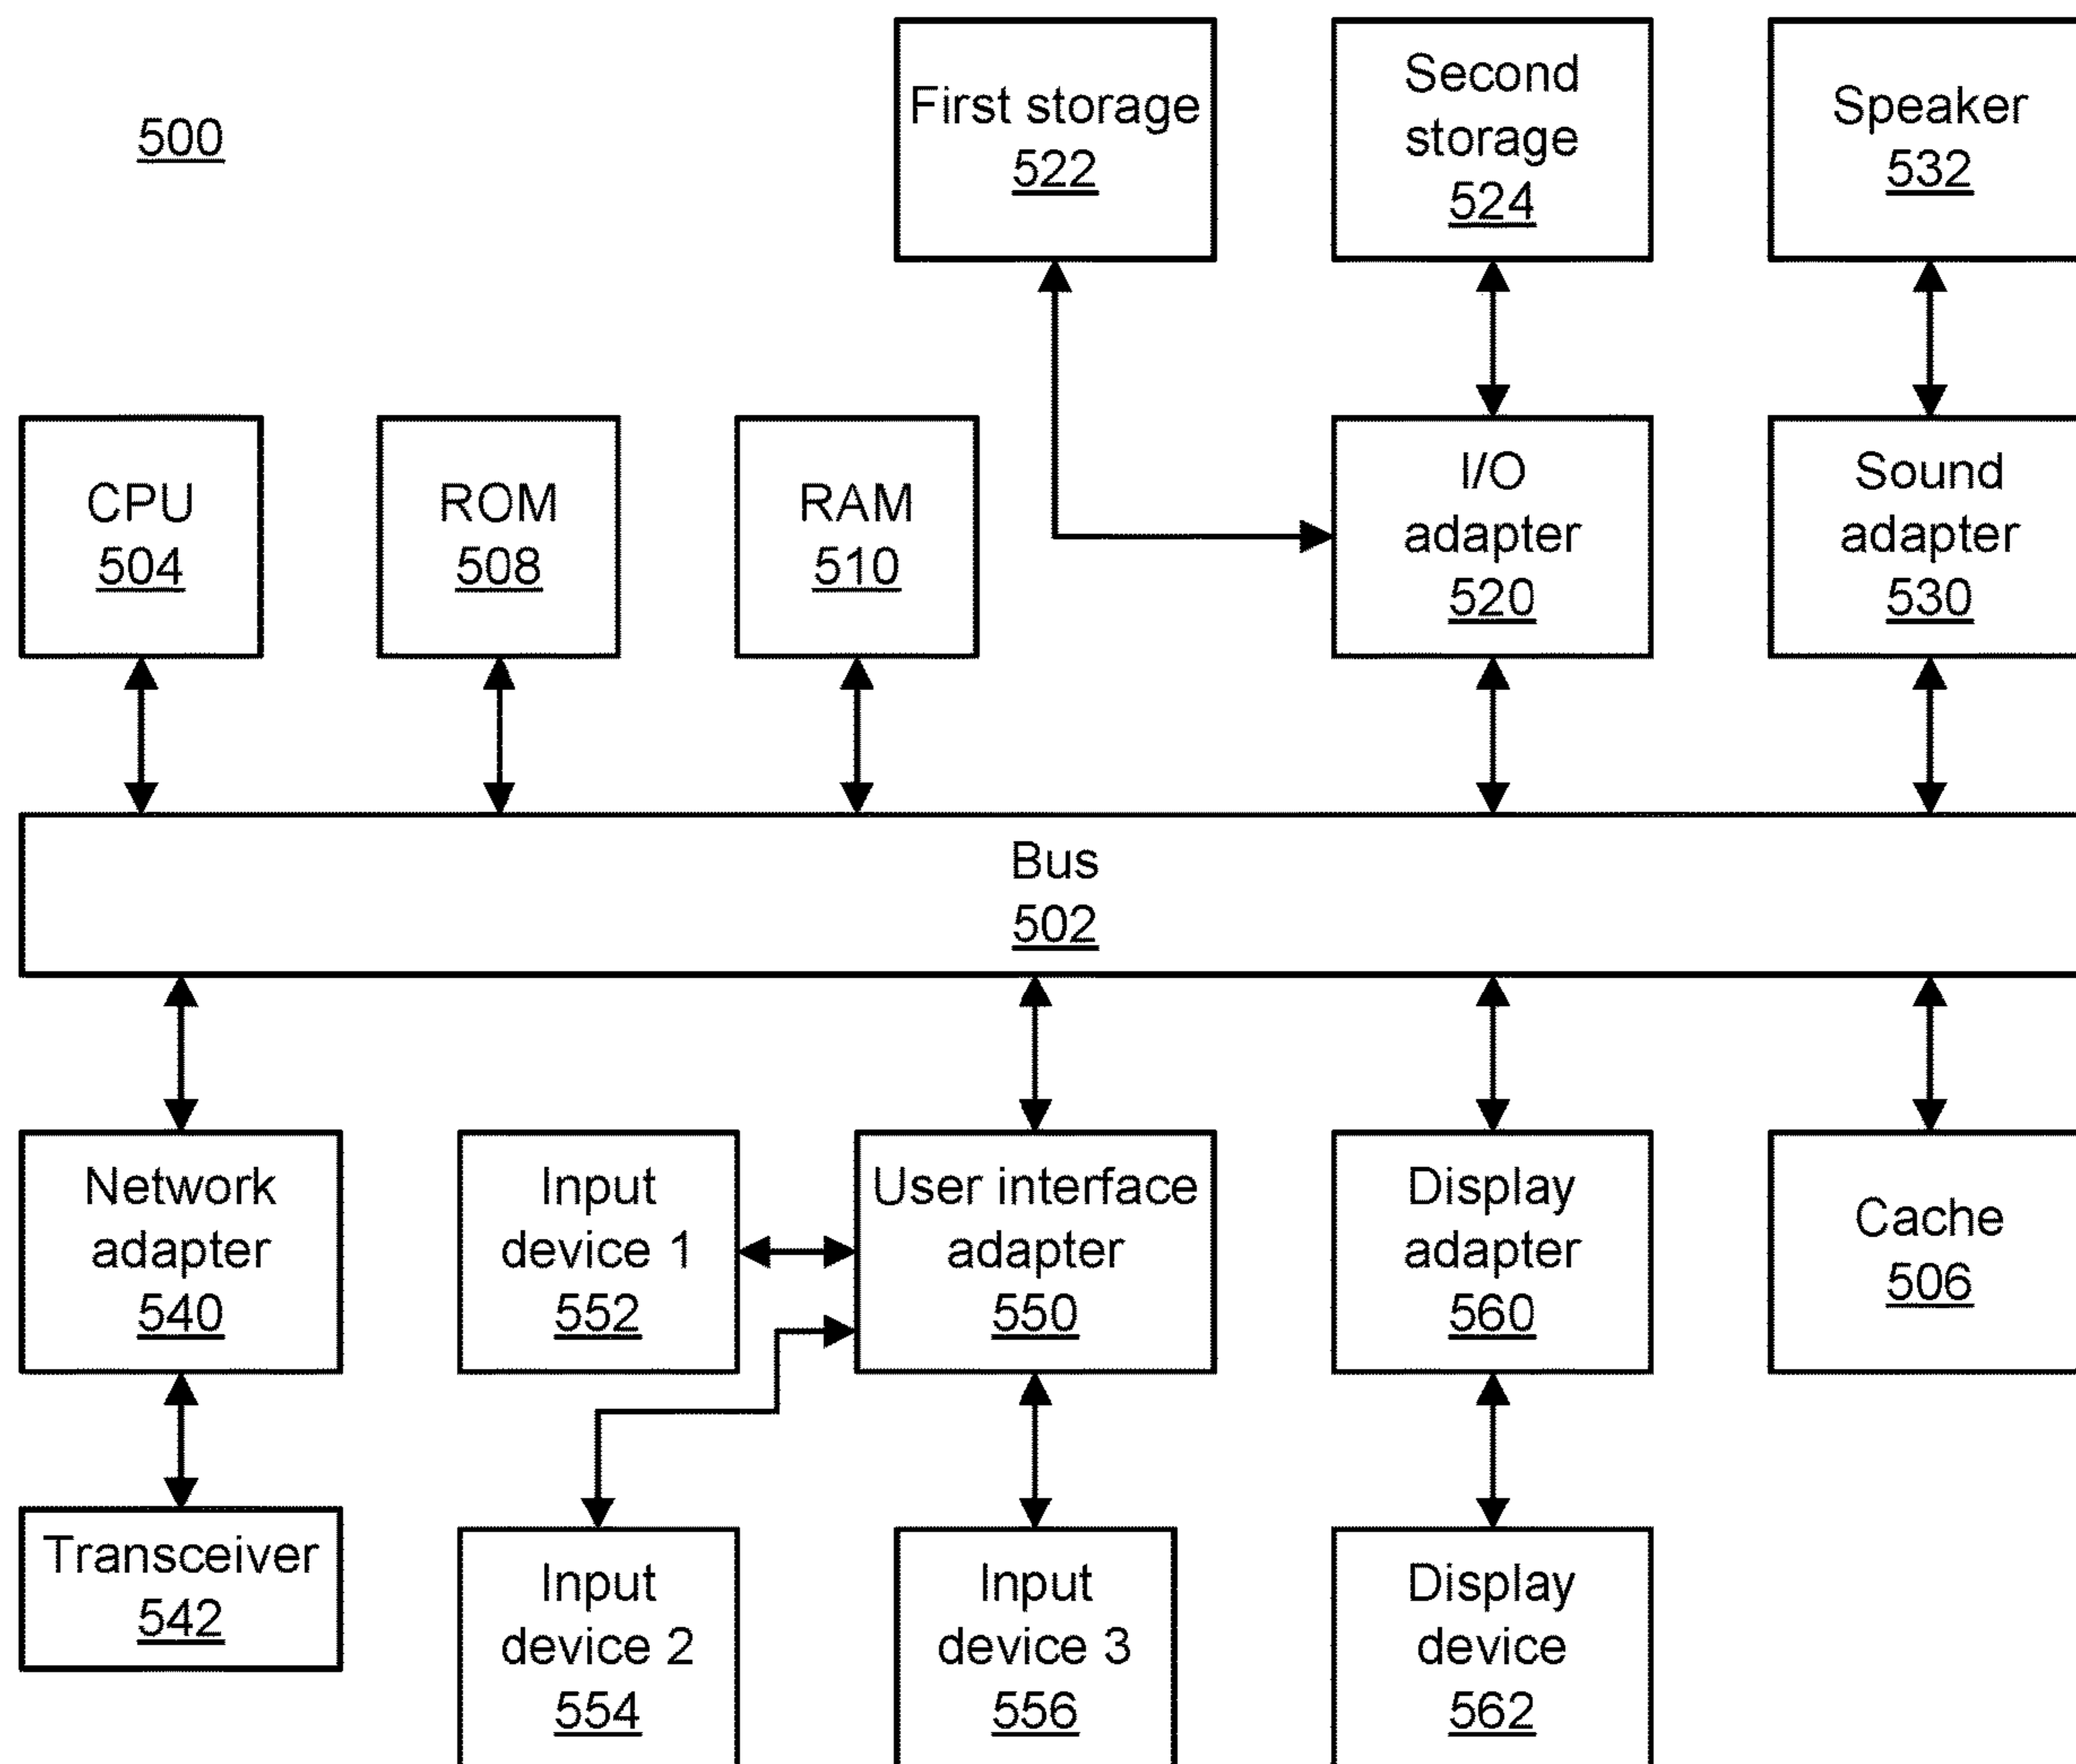 500
First storage
522
Second
storage
524
Speaker
532
CPU
504
ROM
508
RAM
510
I/O
adapter
520
Sound
adapter
530
Bus
502
Network
adapter
540
Input
device 1
552
User interface
adapter
550
Display
adapter
560
Cache
506
Transceiver
542
Input
device 2
554
Input
device 3
556
Display
device
562